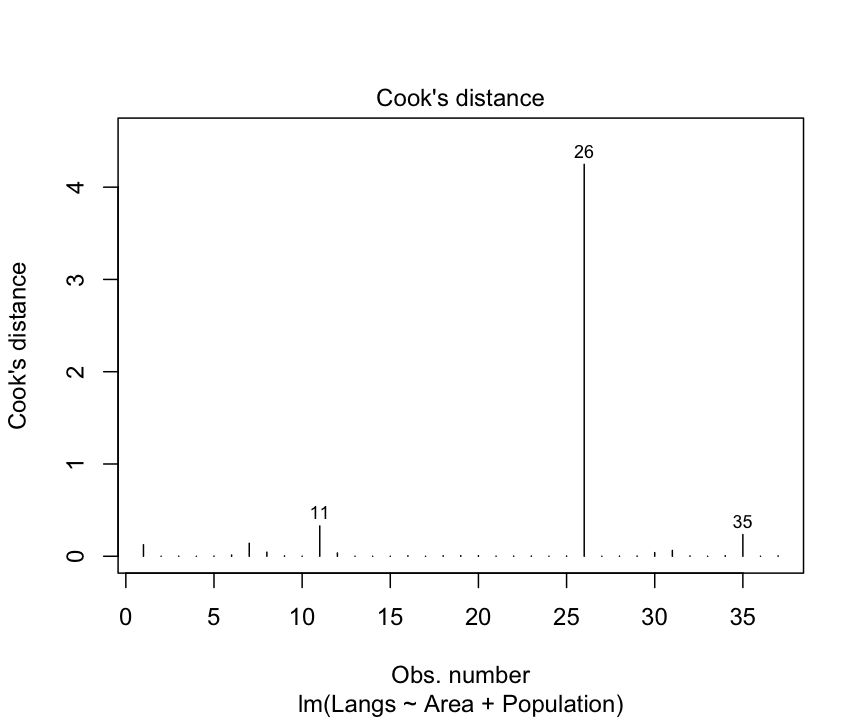 Cook's distance
26
4
3
Cook's distance
2
1
11
35
0
0 5 10 15 20 25 30 35
Obs. number
lm(Langs ~ Area + Population)